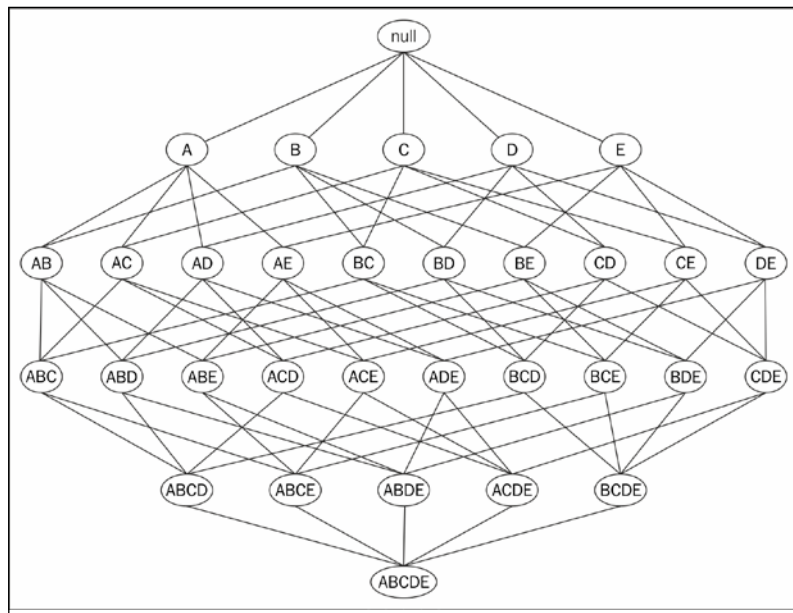 null
A B C D E
AB AC AD AE BC BD BE CD CE DE
ABC ABD ABE ACD ACE ADE BCD BCE BDE CDE
ABCD ABCE ABDE ACDE BCDE
ABCDE